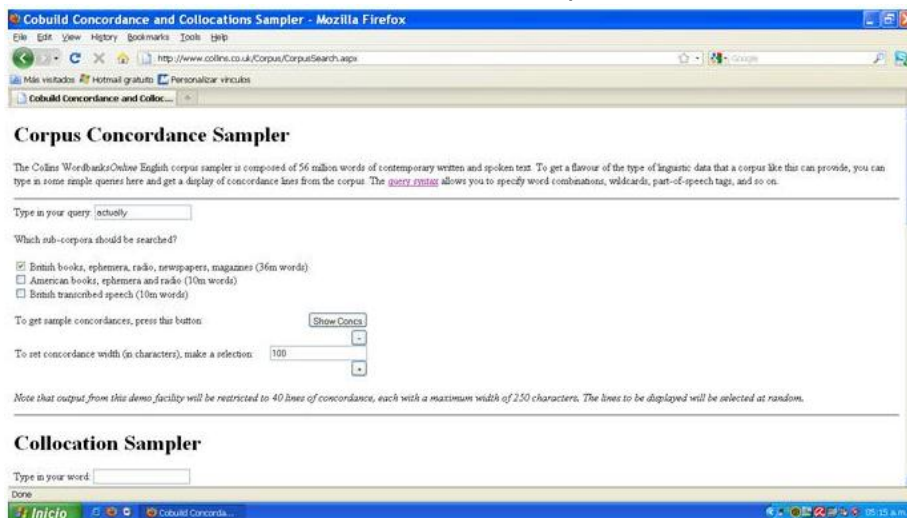 Cobuild Concordance and Collocations Sampler - Mozilla Firefox
File Edit View History Bookmarks Tools Help
http://www.collins.co.uk/Corpus/CorpusSearch.aspx Google
Más visitados Hotmail gratuito Personalizar vínculos
Cobuild Concordance and Colloc...
Corpus Concordance Sampler
The Collins WordbanksOnline English corpus sampler is composed of 56 million words of contemporary written and spoken text. To get a flavour of the type of linguistic data that a corpus like this can provide, you can
type in some simple queries here and get a display of concordance lines from the corpus. The query syntax allows you to specify word combinations, wildcards, part-of-speech tags, and so on.
Type in your query: actually
Which sub-corpora should be searched?
British books, ephemera, radio, newspapers, magazines (36m words)
American books, ephemera and radio (10m words)
British transcribed speech (10m words)
To get sample concordances, press this button: Show Concs
-
To set concordance width (in characters), make a selection: 100
+
Note that output from this demo facility will be restricted to 40 lines of concordance, each with a maximum width of 250 characters. The lines to be displayed will be selected at random.
Collocation Sampler
Type in your word:
Done
Inicio Cobuild Concorda... 05:15 a.m.